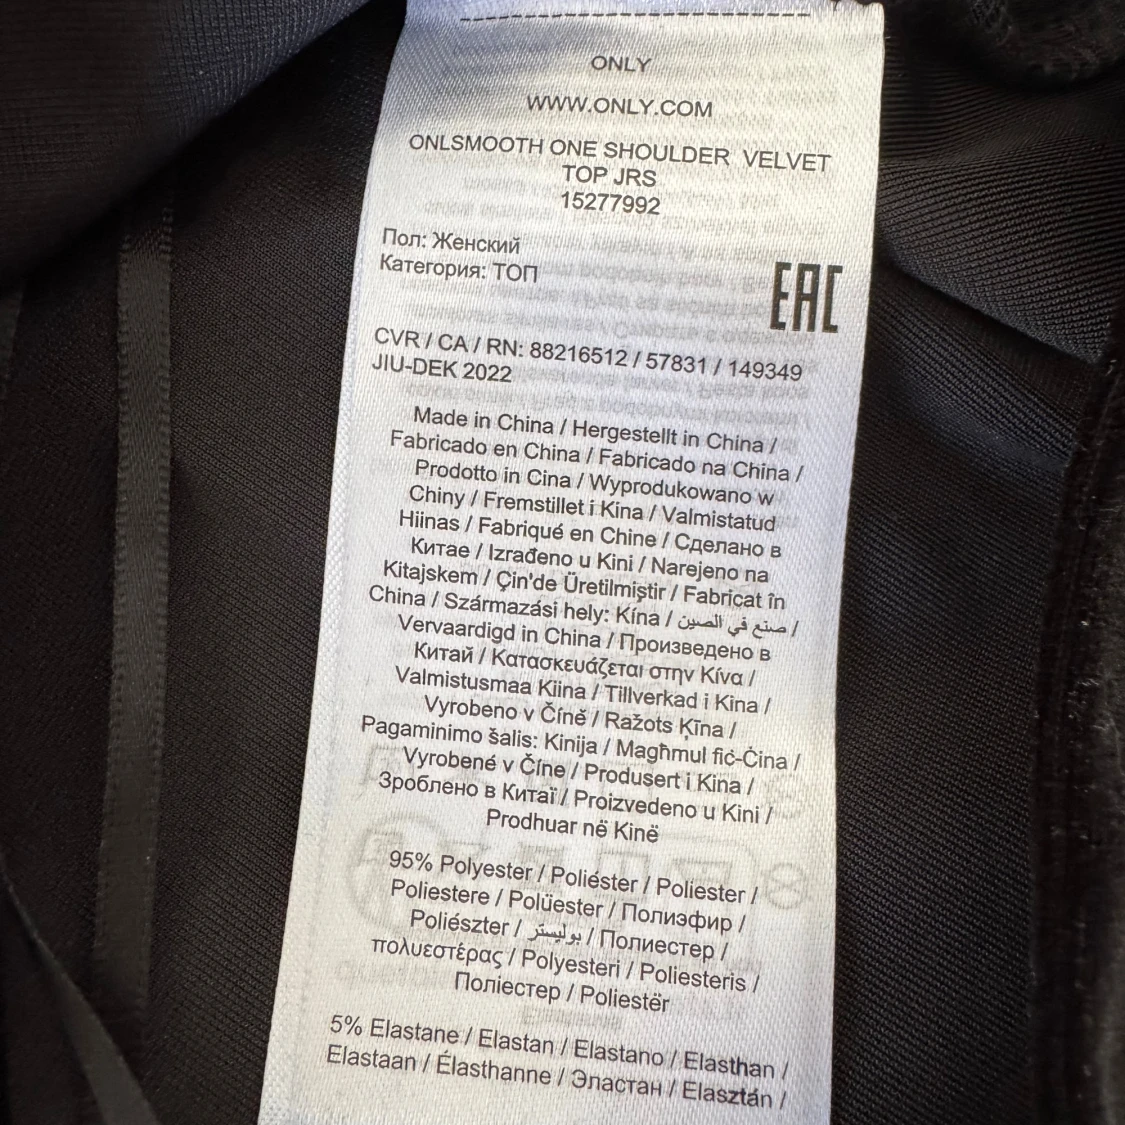 ONLY
WWW.ONLY.COM
ONLSMOOTH ONE SHOULDER VELVET
TOP JRS
15277992
Пол: Женский
Категория: ТОП
EAC
CVR / CA / RN: 88216512 / 57831 / 149349
JIU-DEK 2022
Made in China / Hergestellt in China /
Fabricado en China / Fabricado na China /
Prodotto in Cina / Wyprodukowano w
Chiny / Fremstillet i Kina / Valmistatud
Hiinas / Fabriqué en Chine / Сделано в
Китае / Izrađeno u Kini / Narejeno na
Kitajskem / Çin'de Üretilmiştir / Fabricat în
China / Származási hely: Kína / صنع في الصين /
Vervaardigd in China / Произведено в
Китай / Κατασκευάζεται στην Κίνα /
Valmistusmaa Kiina / Tillverkad i Kina /
Vyrobeno v Číně / Ražots Ķīna /
Pagaminimo šalis: Kinija / Magħmul fiċ-Ċina /
Vyrobené v Číne / Produsert i Kina /
Зроблено в Китаї / Proizvedeno u Kini /
Prodhuar në Kinë
95% Polyester / Poliéster / Poliester /
Poliestere / Polüester / Полиэфир /
Poliészter / بوليستر / Полиестер /
πολυεστέρας / Polyesteri / Poliesteris /
Поліестер / Poliestër
5% Elastane / Elastan / Elastano / Elasthan /
Elastaan / Élasthanne / Эластан / Elasztán /